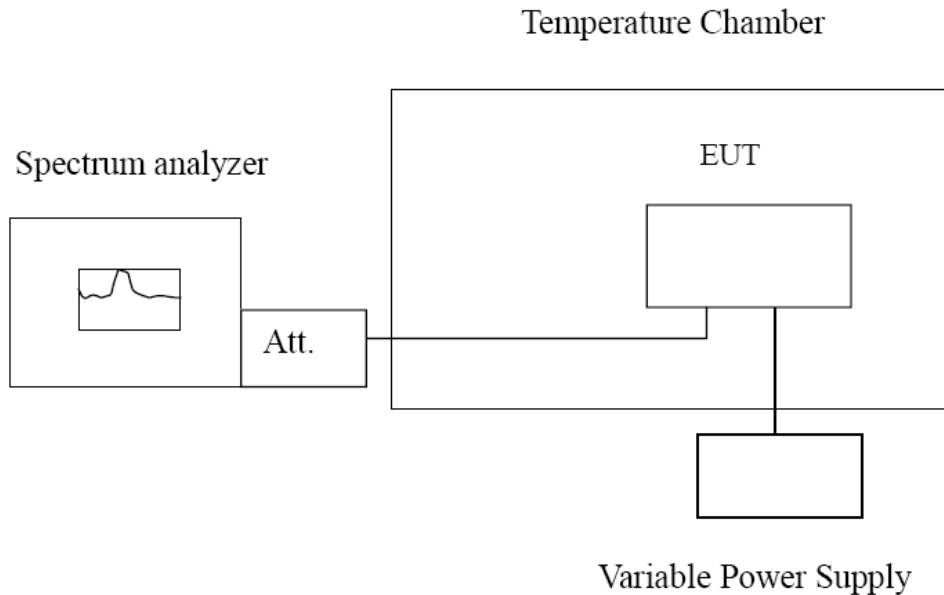 Temperature Chamber
EUT
Spectrum analyzer
Att.
Variable Power Supply